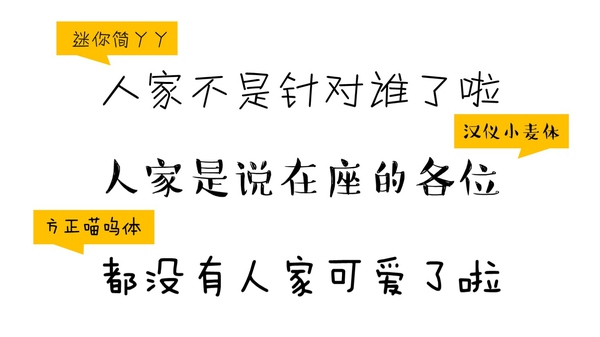 迷你简丫丫
人家不是针对谁了啦
汉仪小麦体
人家是说在座的各位
方正喵呜体
都没有人家可爱了啦